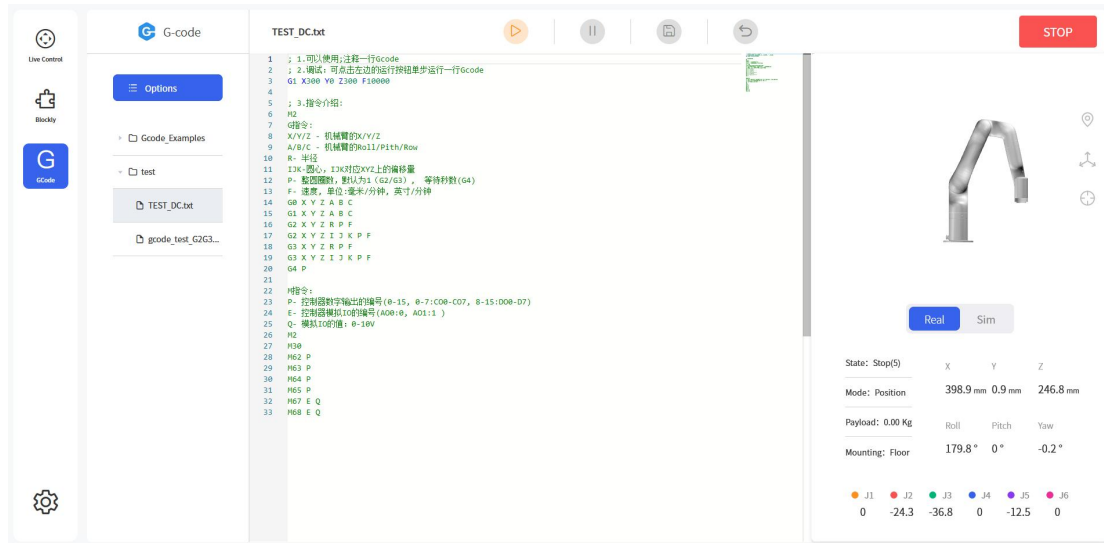 Live Control
Blockly
G
GCode
G G-code
Options
Gcode_Examples
test
TEST_DC.txt
gcode_test_G2G3...
TEST_DC.txt
STOP
1 ; 1.可以使用;注释一行Gcode
2 ; 2.调试: 可点击左边的运行按钮单步运行一行Gcode
3 G1 X300 Y0 Z300 F10000
4
5 ; 3.指令介绍:
6 M2
7 G指令:
8 X/Y/Z - 机械臂的X/Y/Z
9 A/B/C - 机械臂的Roll/Pith/Row
10 R- 半径
11 IJK-圆心, IJK对应XYZ上的偏移量
12 P- 整圆圈数, 默认为1 (G2/G3) , 等待秒数(G4)
13 F- 速度, 单位:毫米/分钟, 英寸/分钟
14 G0 X Y Z A B C
15 G1 X Y Z A B C
16 G2 X Y Z R P F
17 G2 X Y Z I J K P F
18 G3 X Y Z R P F
19 G3 X Y Z I J K P F
20 G4 P
21
22 M指令:
23 P- 控制器数字输出的编号(0-15, 0-7:CO0-CO7, 8-15:DO0-D7)
24 E- 控制器模拟IO的编号(AO0:0, AO1:1 )
25 Q- 模拟IO的值: 0-10V
26 M2
27 M30
28 M62 P
29 M63 P
30 M64 P
31 M65 P
32 M67 E Q
33 M68 E Q
Real Sim
State: Stop(5)
Mode: Position
Payload: 0.00 Kg
Mounting: Floor
X Y Z
398.9 mm 0.9 mm 246.8 mm
Roll Pitch Yaw
179.8 ° 0 ° -0.2 °
J1 J2 J3 J4 J5 J6
0 -24.3 -36.8 0 -12.5 0